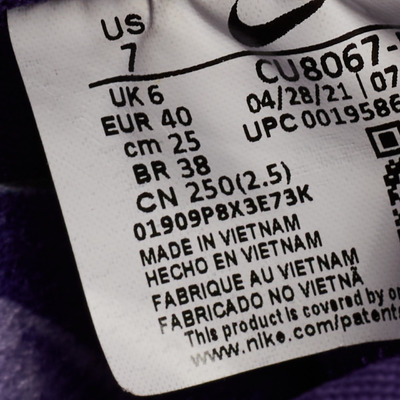 US
7
UK 6
EUR 40
cm 25
BR 38
CN 250(2.5)
01909P8X3E73K
CU8067-
04/28/21 | 07
UPC 0019586
MADE IN VIETNAM
HECHO EN VIETNAM
FABRIQUE AU VIETNAM
FABRICADO NO VIETNÃ
This product is covered by
www.nike.com/patents